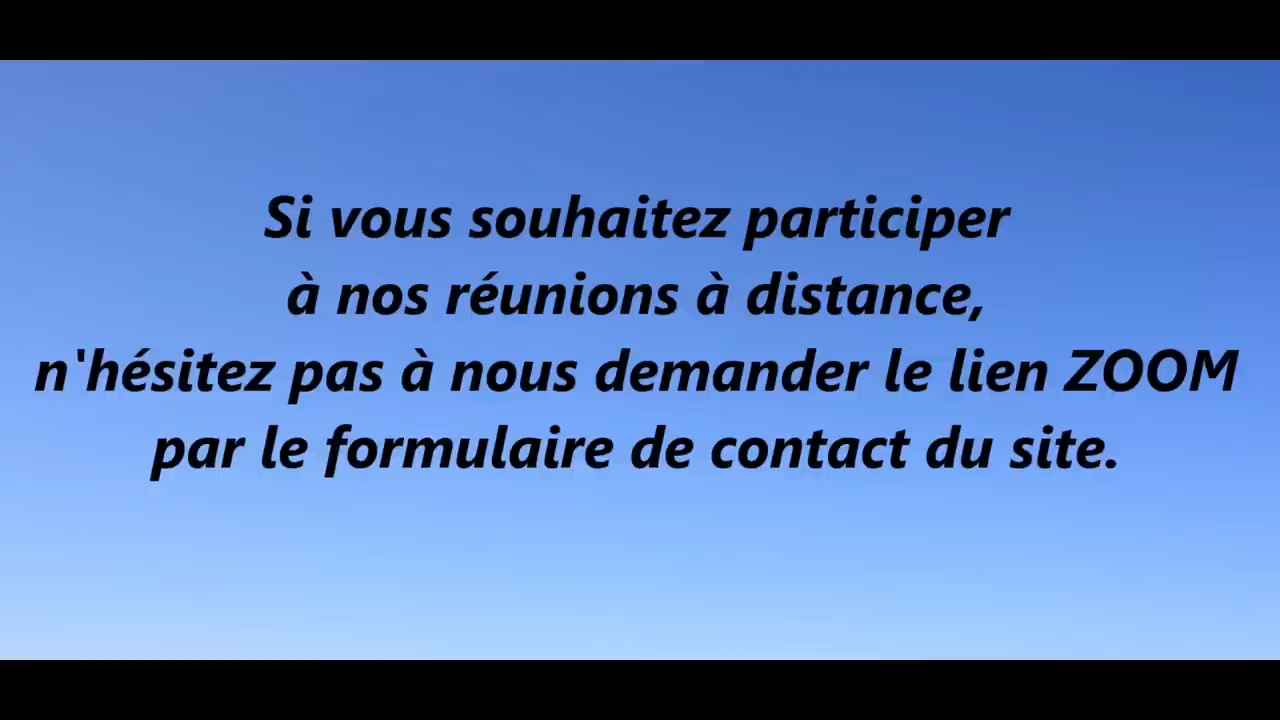 Si vous souhaitez participer
à nos réunions à distance,
n'hésitez pas à nous demander le lien ZOOM
par le formulaire de contact du site.